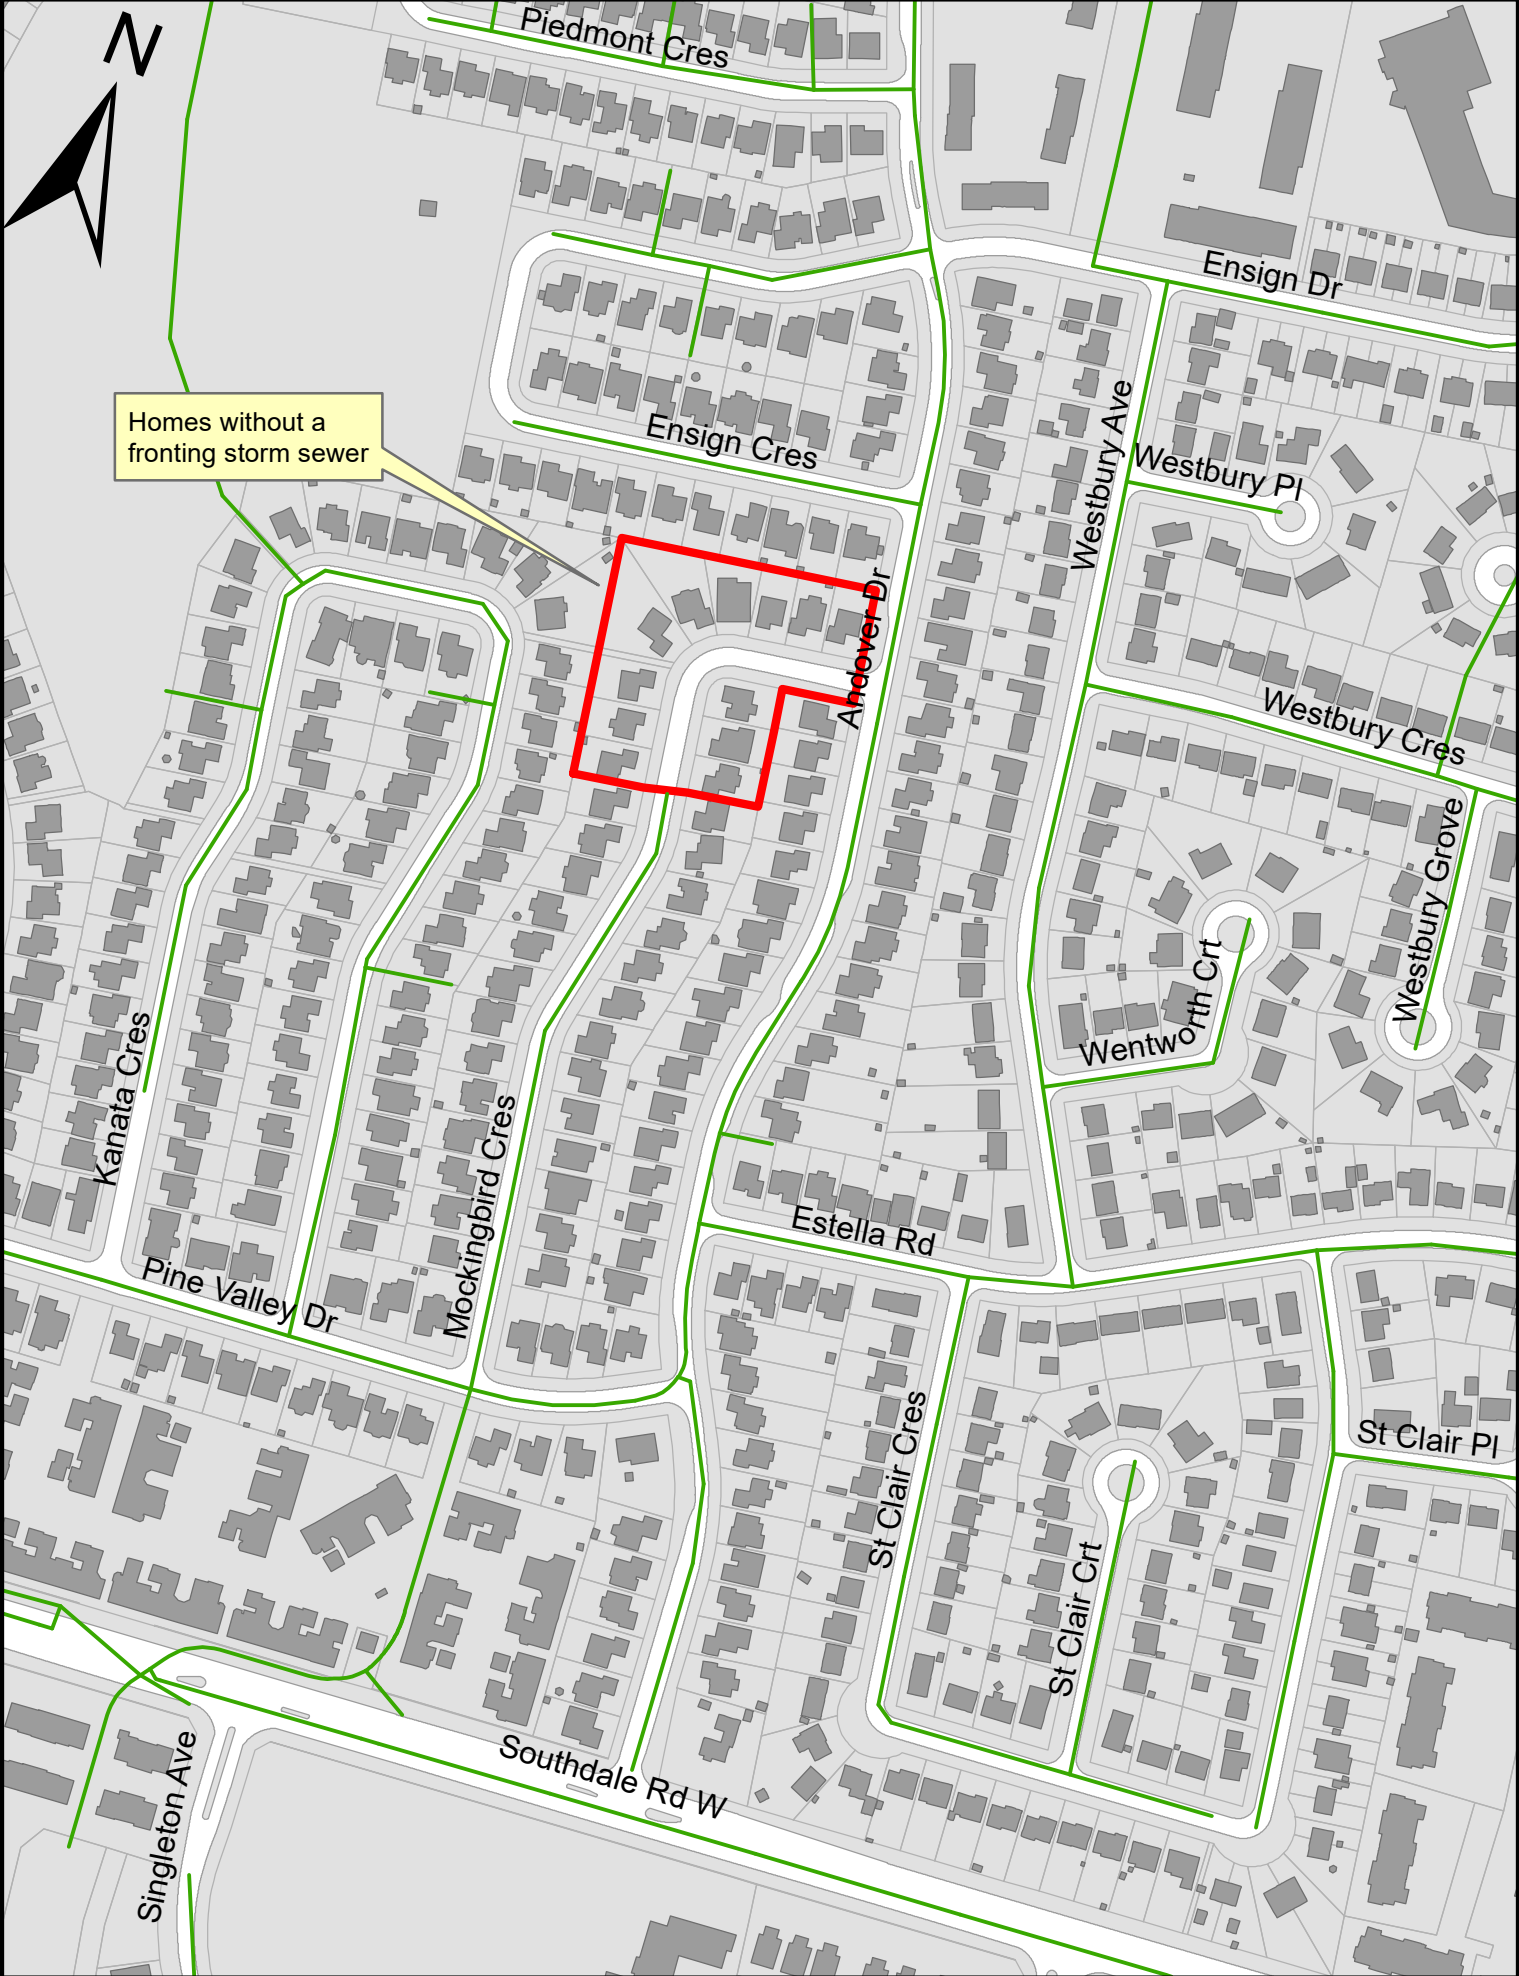 N
Piedmont Cres
Ensign Dr
Homes without a
fronting storm sewer
Ensign Cres
Westbury Ave
Westbury Pl
Andover Dr
Westbury Cres
Westbury Grove
Wentworth Crt
Kanata Cres
Mockingbird Cres
Estella Rd
Pine Valley Dr
St Clair Cres
St Clair Pl
St Clair Crt
Southdale Rd W
Singleton Ave